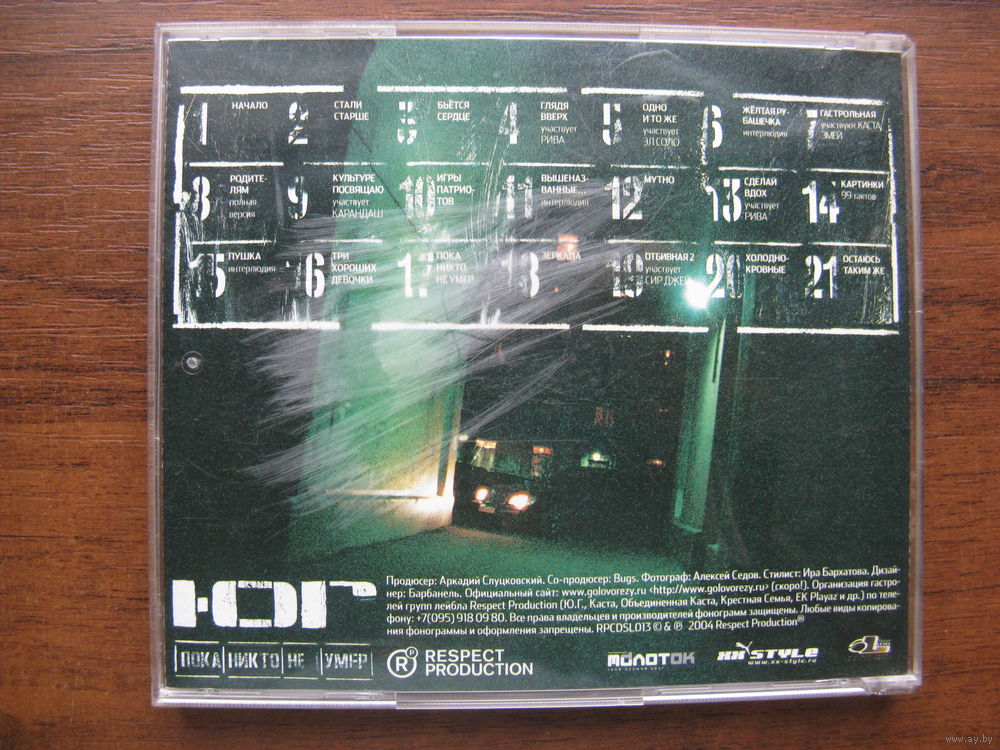 1 НАЧАЛО
2 СТАЛИ
СТАРШЕ
3 БЬЁТСЯ
СЕРДЦЕ
4 ГЛЯДЯ
ВВЕРХ
участвует
РИВА
5 ОДНО
И ТО ЖЕ
участвует
ЭЛ СОЛО
6 ЖЁЛТАЯ РУ-
БАШЕЧКА
интерлюдия
7 ГАСТРОЛЬНАЯ
участвуют КАСТА,
ЗМЕЙ
8 РОДИТЕ-
ЛЯМ
полная
версия
9 КУЛЬТУРЕ
ПОСВЯЩАЮ
участвует
КАРАНДАШ
10 ИГРЫ
ПАТРИО-
ТОВ
11 ВЫШЕНАЗ-
ВАННЫЕ...
интерлюдия
12 МУТНО
13 СДЕЛАЙ
ВДОХ
участвует
РИВА
14 КАРТИНКИ
99 тактов
15 ПУШКА
интерлюдия
16 ТРИ
ХОРОШИХ
ДЕВОЧКИ
17 ПОКА
НИКТО
НЕ УМЕР
18 ЗЕРКАЛА
19 ОТБИВНАЯ 2
участвует
СИР ДЖЕЙ
20 ХОЛОДНО-
КРОВНЫЕ
21 ОСТАЮСЬ
ТАКИМ ЖЕ
Ю.Г.
ПОКА НИКТО НЕ УМЕР
Продюсер: Аркадий Слуцковский. Со-продюсер: Bugs. Фотограф: Алексей Седов. Стилист: Ира Бархатова. Дизай-
нер: Барбанель. Официальный сайт: www.golovorezy.ru <http://www.golovorezy.ru> (скоро!). Организация гастро-
лей групп лейбла Respect Production (Ю.Г., Каста, Объединенная Каста, Крестная Семья, EK Playaz и др.) по теле-
фону: +7(095) 918 09 80. Все права владельцев и производителей фонограмм защищены. Любые виды копирова-
ния фонограммы и оформления запрещены. RPCDSL013 © & ℗ 2004 Respect Production®
RP
RESPECT
PRODUCTION
МОЛОТОК
XX STYLE
www.xx-style.ru
www.ay.by